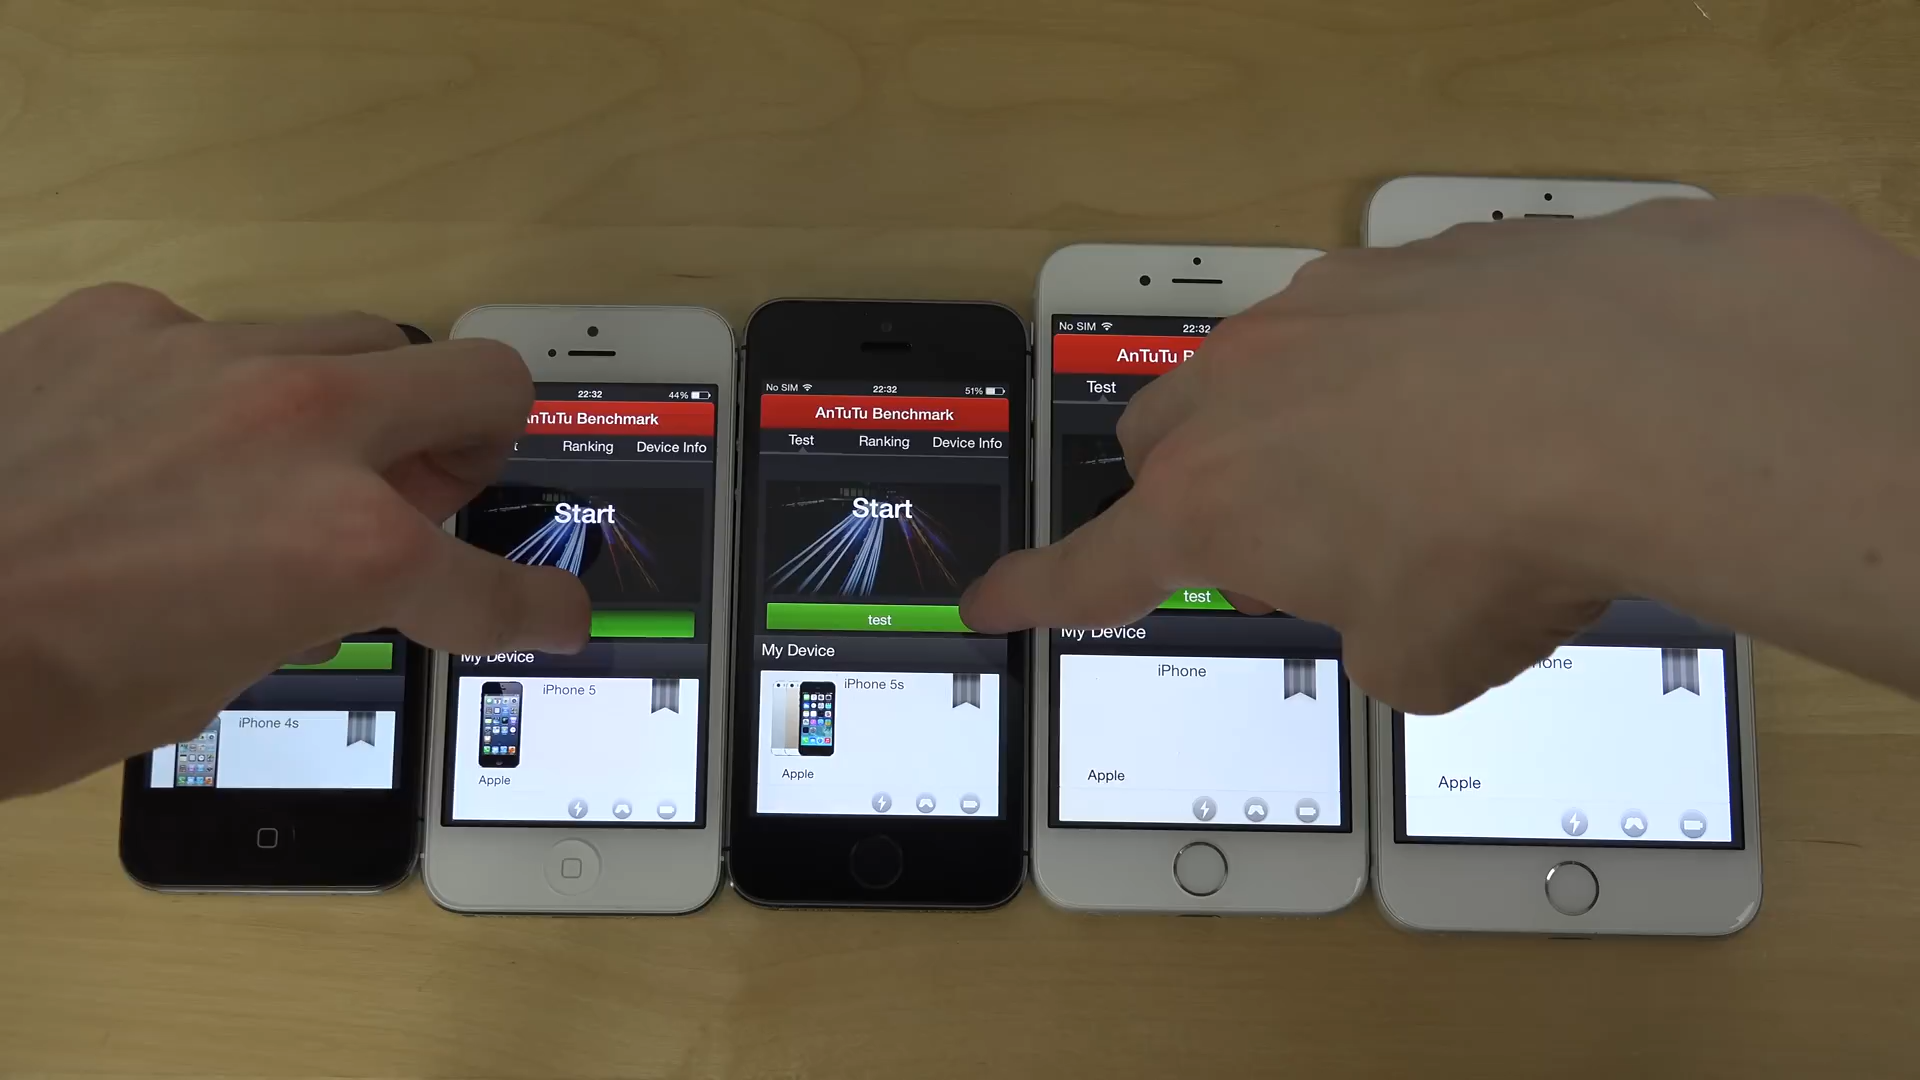 iPhone 4s
22:32 44%
Benchmark
Ranking Device Info
Start
My Device
iPhone 5
Apple
No SIM 22:32 51%
AnTuTu Benchmark
Test Ranking Device Info
Start
test
My Device
iPhone 5s
Apple
No SIM 22:32
AnTuTu
Test
test
My Device
iPhone
Apple
Apple